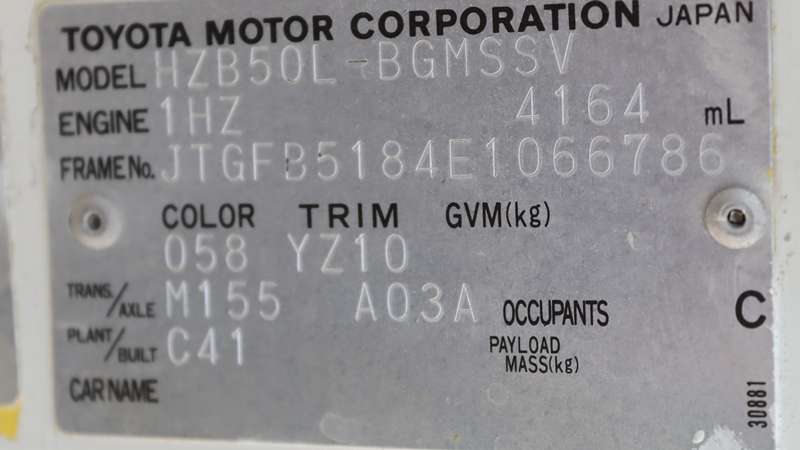 TOYOTA MOTOR CORPORATION JAPAN
MODEL HZB50L-BGMSSV
ENGINE 1HZ 4164 mL
FRAME No. JTGFB5184E1066786
COLOR TRIM GVM(kg)
058 YZ10
TRANS./AXLE M155 A03A OCCUPANTS C
PLANT/BUILT C41 PAYLOAD MASS(kg)
CAR NAME
30881